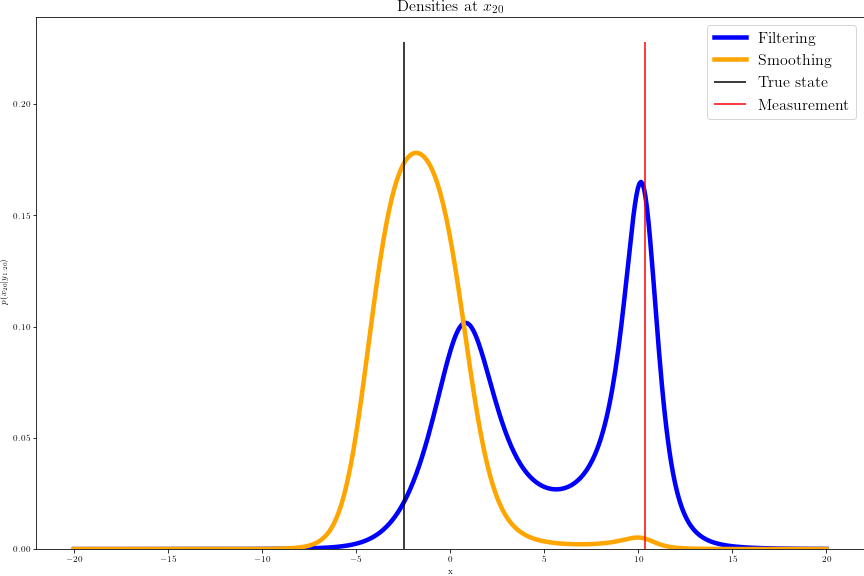 Densities at x₂₀
Filtering
Smoothing
True state
Measurement
p(x₂₀|y₁:₂₀)
0.20
0.15
0.10
0.05
0.00
−20 −15 −10 −5 0 5 10 15 20
x